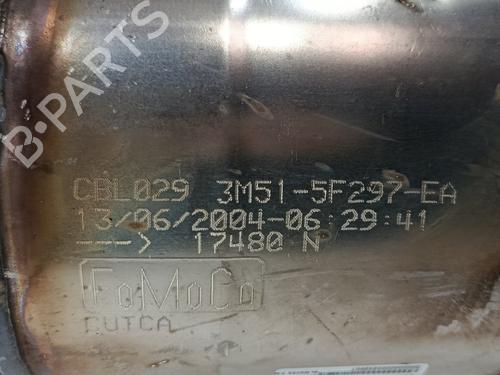 B-PARTS
CBL029 3M51-5F297-EA
13/06/2004-06:29:41
---> 17480 N
FoMoCo
CUTCA